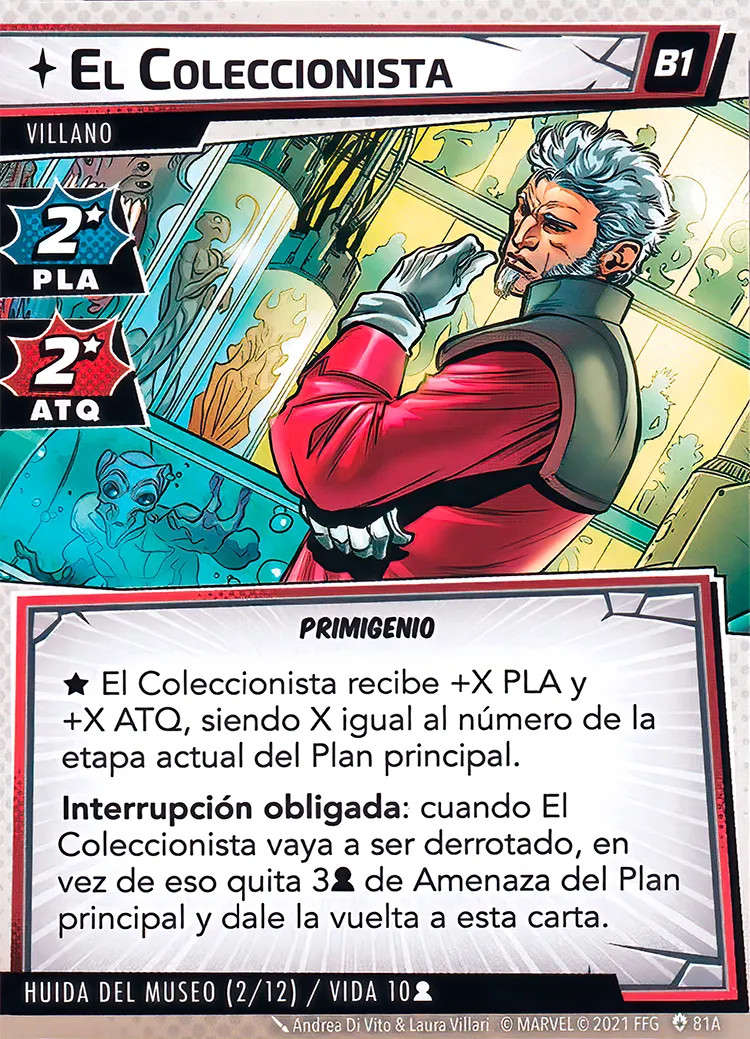 El Coleccionista
B1
VILLANO
2
PLA
2
ATQ
PRIMIGENIO
★ El Coleccionista recibe +X PLA y
+X ATQ, siendo X igual al número de la
etapa actual del Plan principal.
Interrupción obligada: cuando El
Coleccionista vaya a ser derrotado, en
vez de eso quita 3 de Amenaza del Plan
principal y dale la vuelta a esta carta.
HUIDA DEL MUSEO (2/12) / VIDA 10
Andrea Di Vito & Laura Villari © MARVEL © 2021 FFG 81A